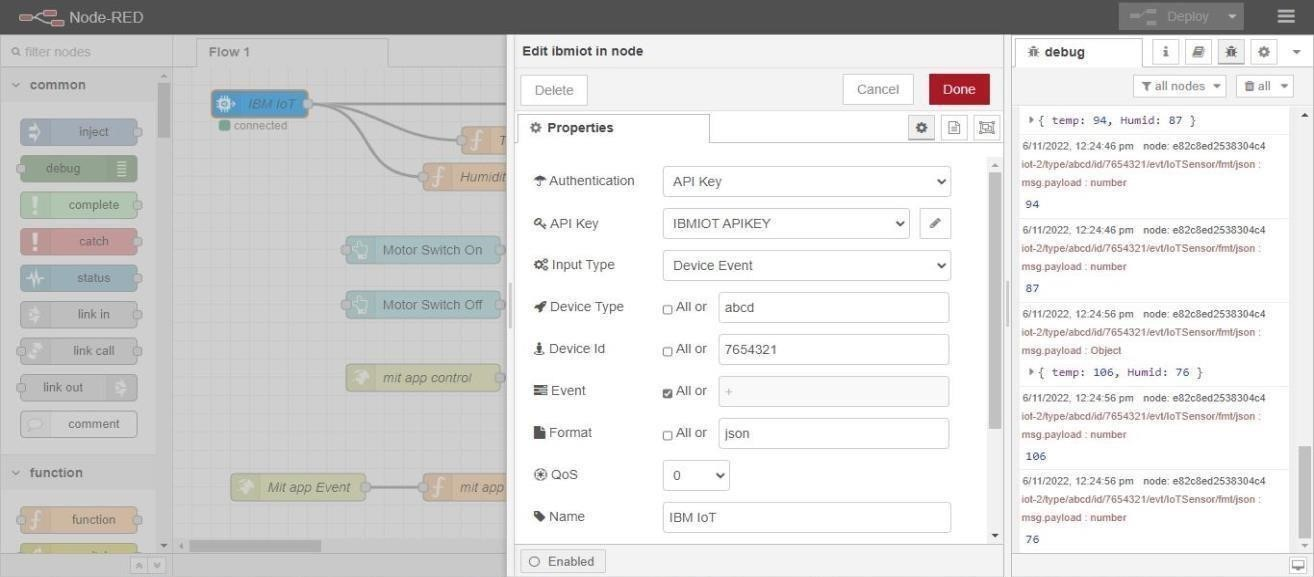 Node-RED
Deploy
filter nodes
common
inject
debug
complete
catch
status
link in
link call
link out
comment
function
function
Flow 1
IBM IoT
connected
T
Humidit
Motor Switch On
Motor Switch Off
mit app control
Mit app Event
mit app
Edit ibmiot in node
Delete
Cancel
Done
Properties
Authentication
API Key
API Key
IBMIOT APIKEY
Input Type
Device Event
Device Type
All or
abcd
Device Id
All or
7654321
Event
All or
+
Format
All or
json
QoS
0
Name
IBM IoT
Enabled
debug
all nodes
all
{ temp: 94, Humid: 87 }
6/11/2022, 12:24:46 pm node: e82c8ed2538304c4
iot-2/type/abcd/id/7654321/evt/IoTSensor/fmt/json :
msg.payload : number
94
6/11/2022, 12:24:46 pm node: e82c8ed2538304c4
iot-2/type/abcd/id/7654321/evt/IoTSensor/fmt/json :
msg.payload : number
87
6/11/2022, 12:24:56 pm node: e82c8ed2538304c4
iot-2/type/abcd/id/7654321/evt/IoTSensor/fmt/json :
msg.payload : Object
{ temp: 106, Humid: 76 }
6/11/2022, 12:24:56 pm node: e82c8ed2538304c4
iot-2/type/abcd/id/7654321/evt/IoTSensor/fmt/json :
msg.payload : number
106
6/11/2022, 12:24:56 pm node: e82c8ed2538304c4
iot-2/type/abcd/id/7654321/evt/IoTSensor/fmt/json :
msg.payload : number
76